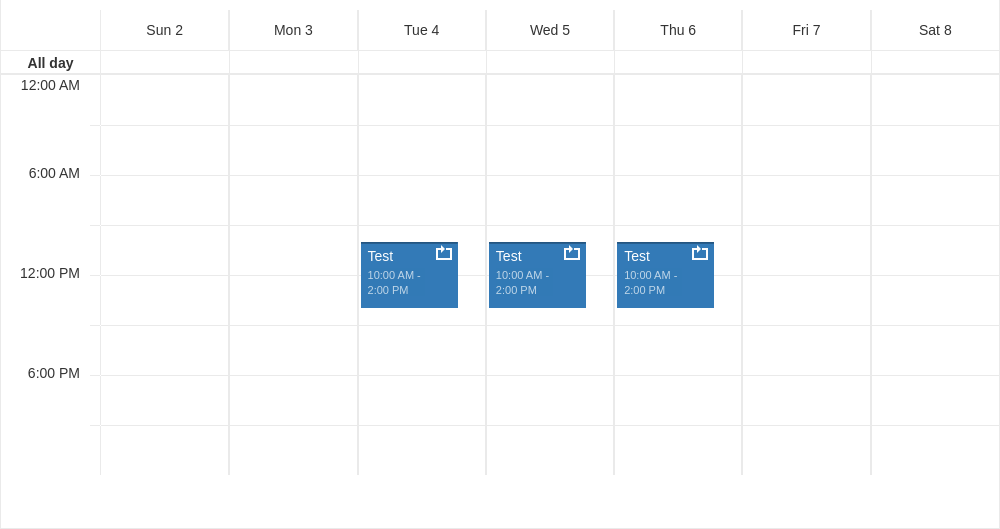 Sun 2 Mon 3 Tue 4 Wed 5 Thu 6 Fri 7 Sat 8
All day
12:00 AM
6:00 AM
Test Test Test
12:00 PM 10:00 AM - 10:00 AM - 10:00 AM -
2:00 PM 2:00 PM 2:00 PM
6:00 PM